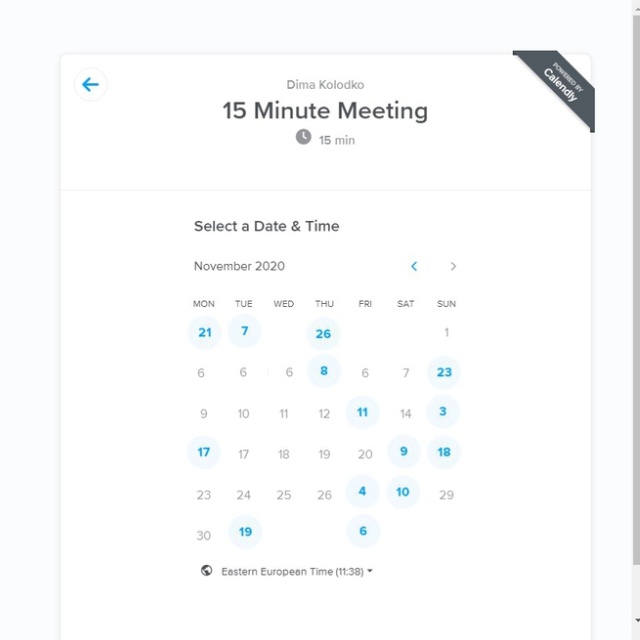 POWERED BY
Calendly
Dima Kolodko
15 Minute Meeting
15 min
Select a Date & Time
November 2020
MON TUE WED THU FRI SAT SUN
21 7 26 1
6 6 6 8 6 7 23
9 10 11 12 11 14 3
17 17 18 19 20 9 18
23 24 25 26 4 10 29
30 19 6
Eastern European Time (11:38)